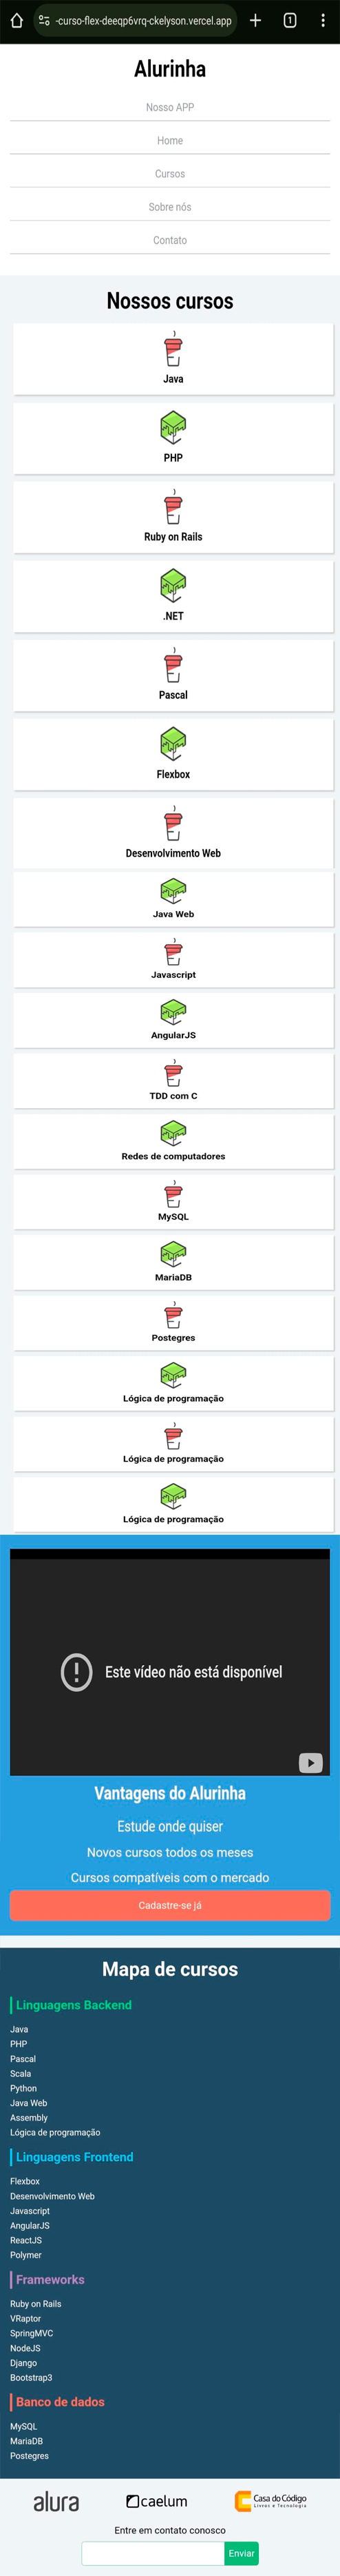 -curso-flex-deeqp6vrq-ckelyson.vercel.app
1
Alurinha
Nosso APP
Home
Cursos
Sobre nós
Contato
Nossos cursos
Java
PHP
Ruby on Rails
.NET
Pascal
Flexbox
Desenvolvimento Web
Java Web
Javascript
AngularJS
TDD com C
Redes de computadores
MySQL
MariaDB
Postegres
Lógica de programação
Lógica de programação
Lógica de programação
Este vídeo não está disponível
Vantagens do Alurinha
Estude onde quiser
Novos cursos todos os meses
Cursos compatíveis com o mercado
Cadastre-se já
Mapa de cursos
Linguagens Backend
Java
PHP
Pascal
Scala
Python
Java Web
Assembly
Lógica de programação
Linguagens Frontend
Flexbox
Desenvolvimento Web
Javascript
AngularJS
ReactJS
Polymer
Frameworks
Ruby on Rails
VRaptor
SpringMVC
NodeJS
Django
Bootstrap3
Banco de dados
MySQL
MariaDB
Postegres
alura
caelum
Casa do Código
Livros e Tecnologia
Entre em contato conosco
Enviar